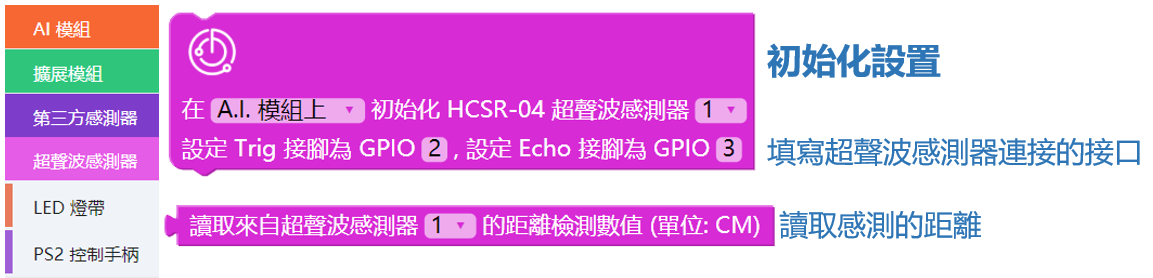 AI 模組
擴展模組
第三方感測器
超聲波感測器
LED 燈帶
PS2 控制手柄
初始化設置
在 A.I. 模組上 初始化 HCSR-04 超聲波感測器 1
設定 Trig 接腳為 GPIO 2 , 設定 Echo 接腳為 GPIO 3
填寫超聲波感測器連接的接口
讀取來自超聲波感測器 1 的距離檢測數值 (單位: CM)
讀取感測的距離